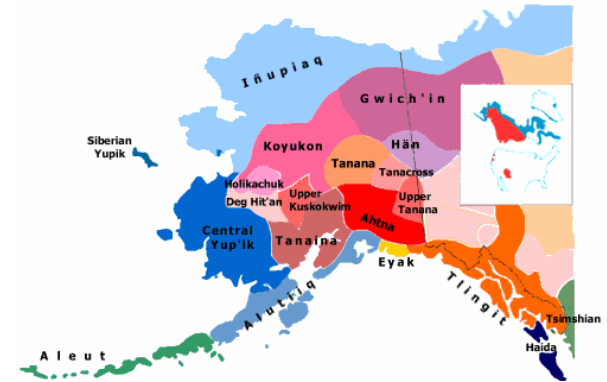 Iñupiaq
Gwich'in
Siberian
Yupik
Koyukon
Hän
Tanana
Tanacross
Holikachuk
Deg Hit'an
Upper
Kuskokwim
Upper
Tanana
Ahtna
Central
Yup'ik
Tanaina
Eyak
Alutiiq
Tlingit
Tsimshian
Haida
Aleut